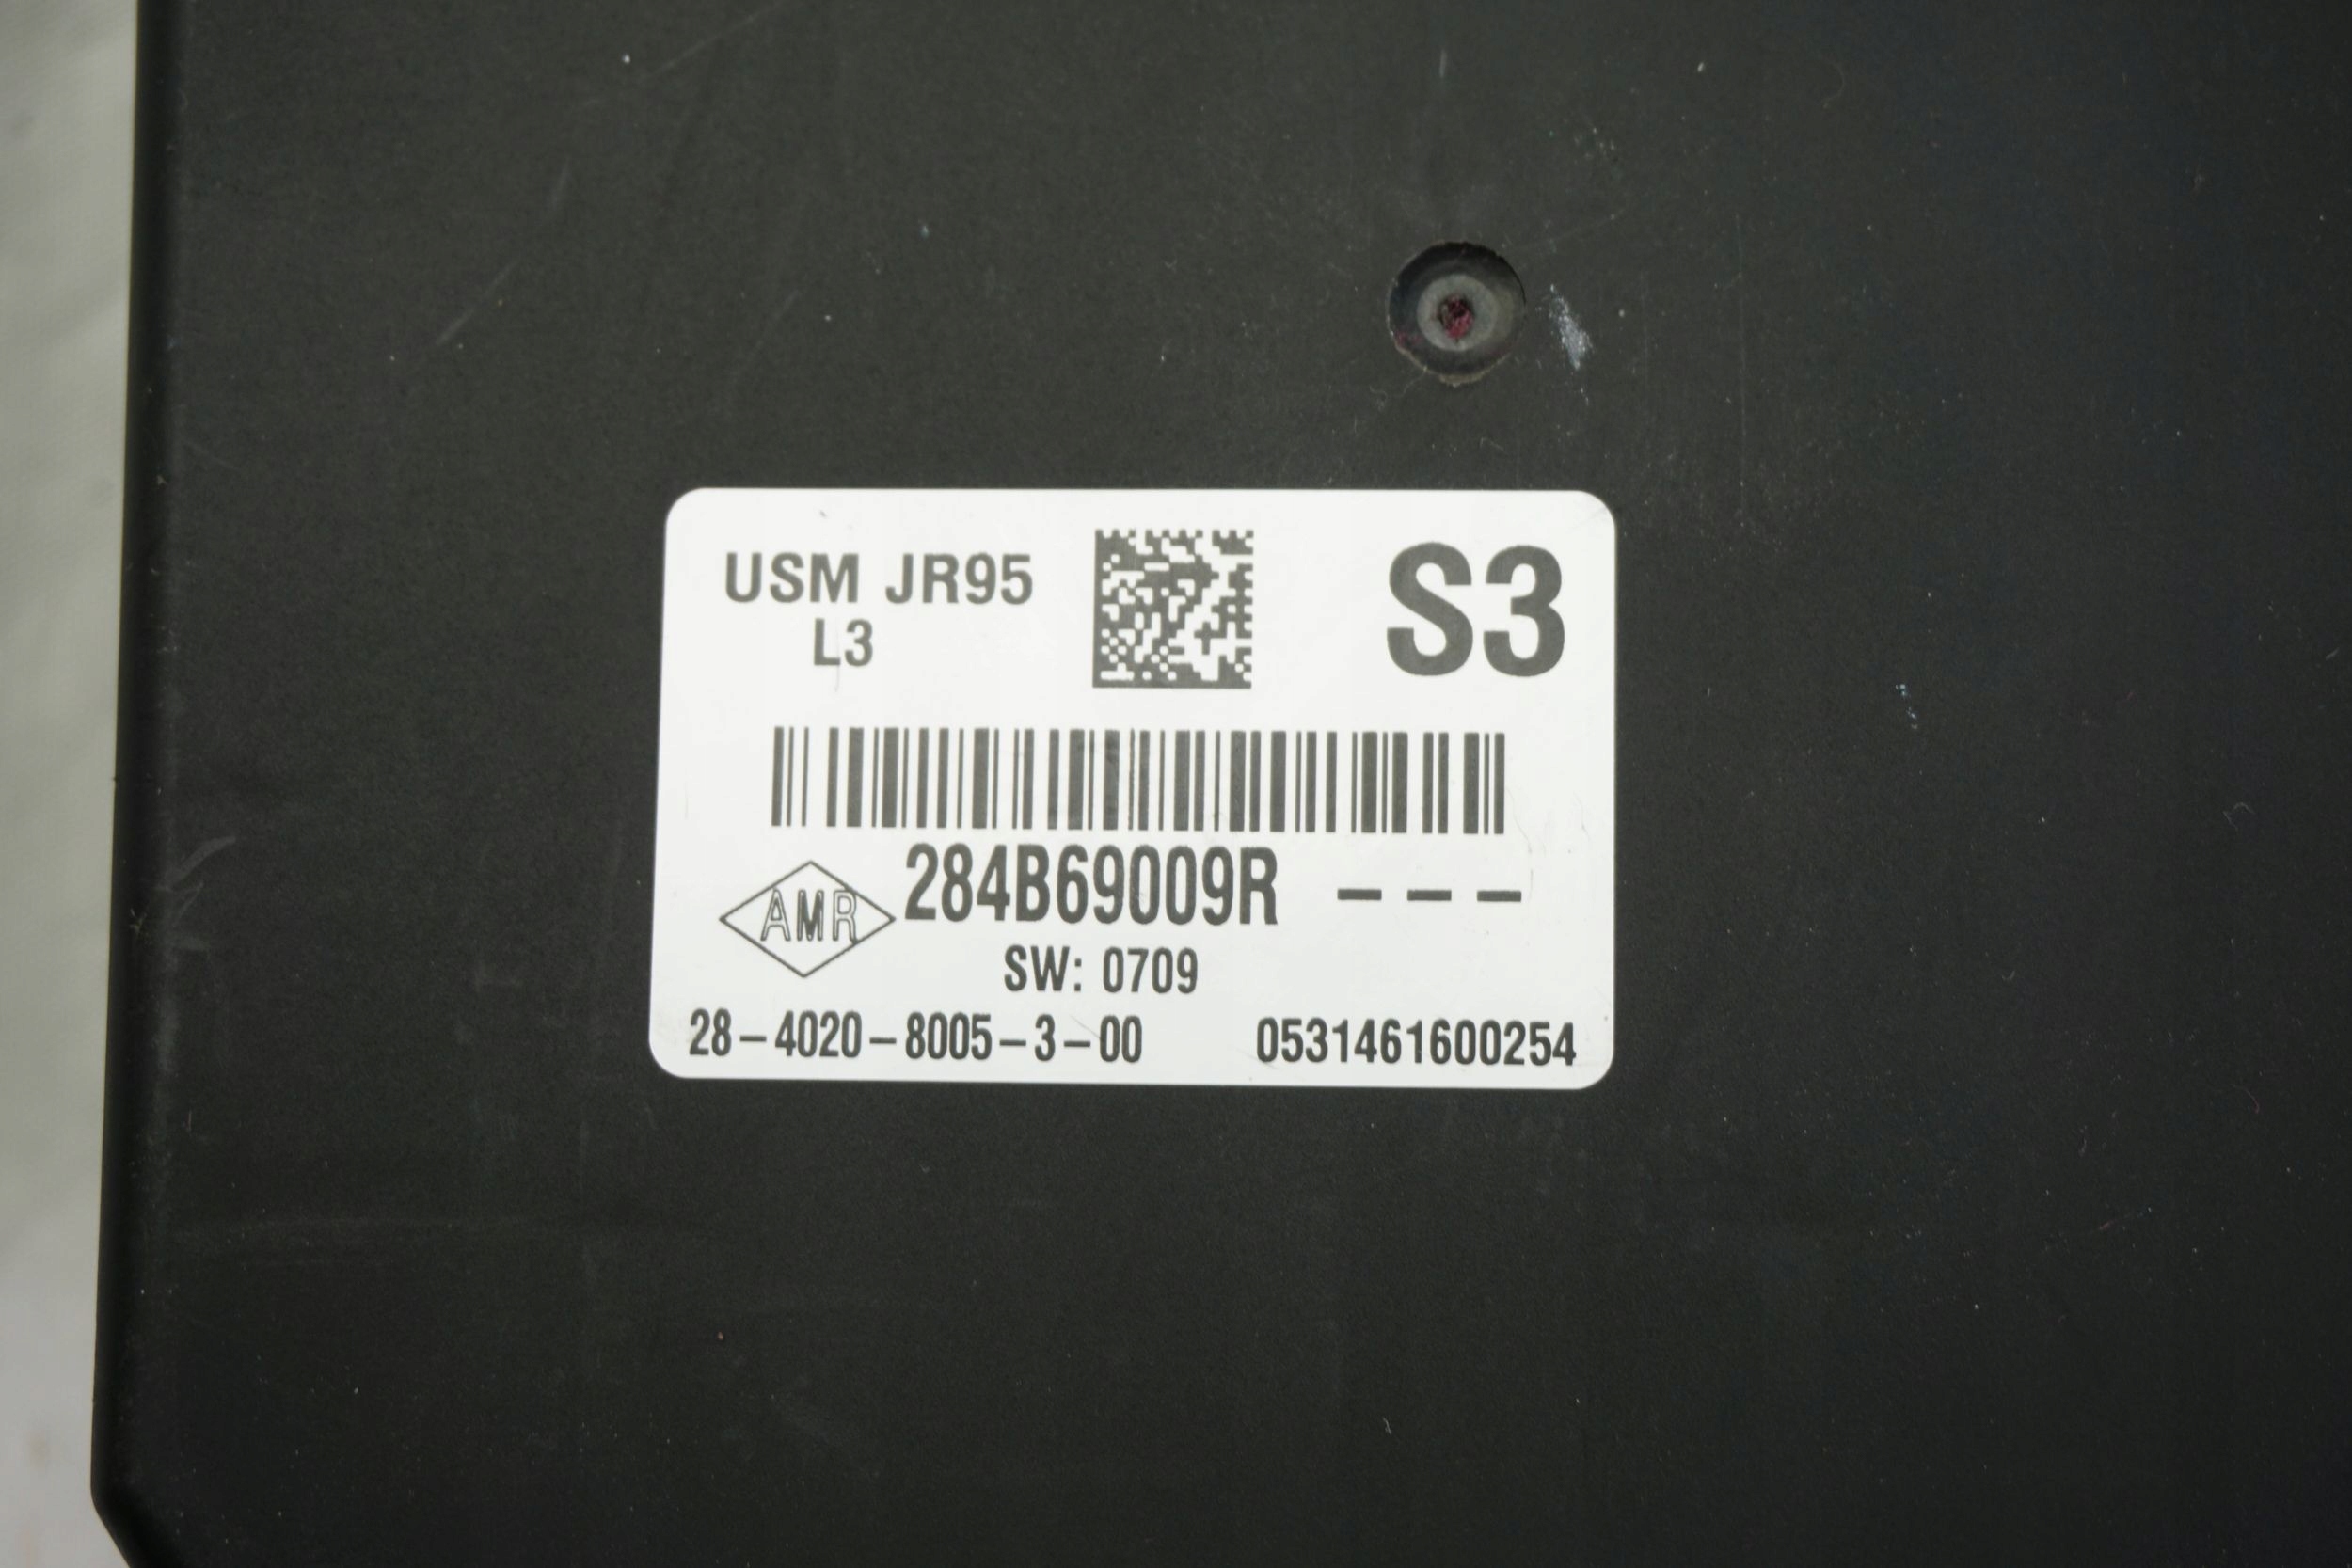 USM JR95
L3
S3
AMR
284B69009R – – –
SW: 0709
28–4020–8005–3–00 0531461600254